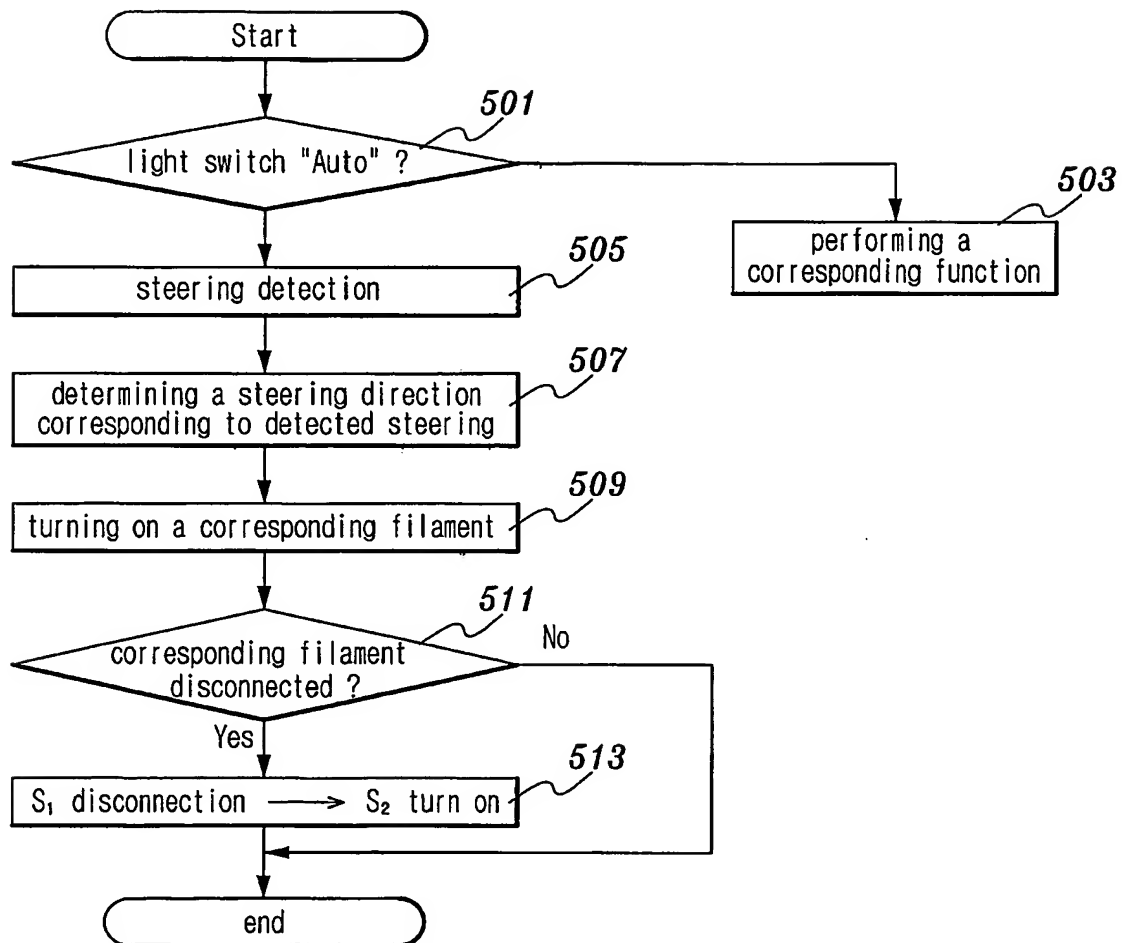 Start
501
light switch "Auto" ?
503
performing a
corresponding function
505
steering detection
507
determining a steering direction
corresponding to detected steering
509
turning on a corresponding filament
511
corresponding filament
disconnected ?
No
Yes
513
S₁ disconnection ⟶ S₂ turn on
end